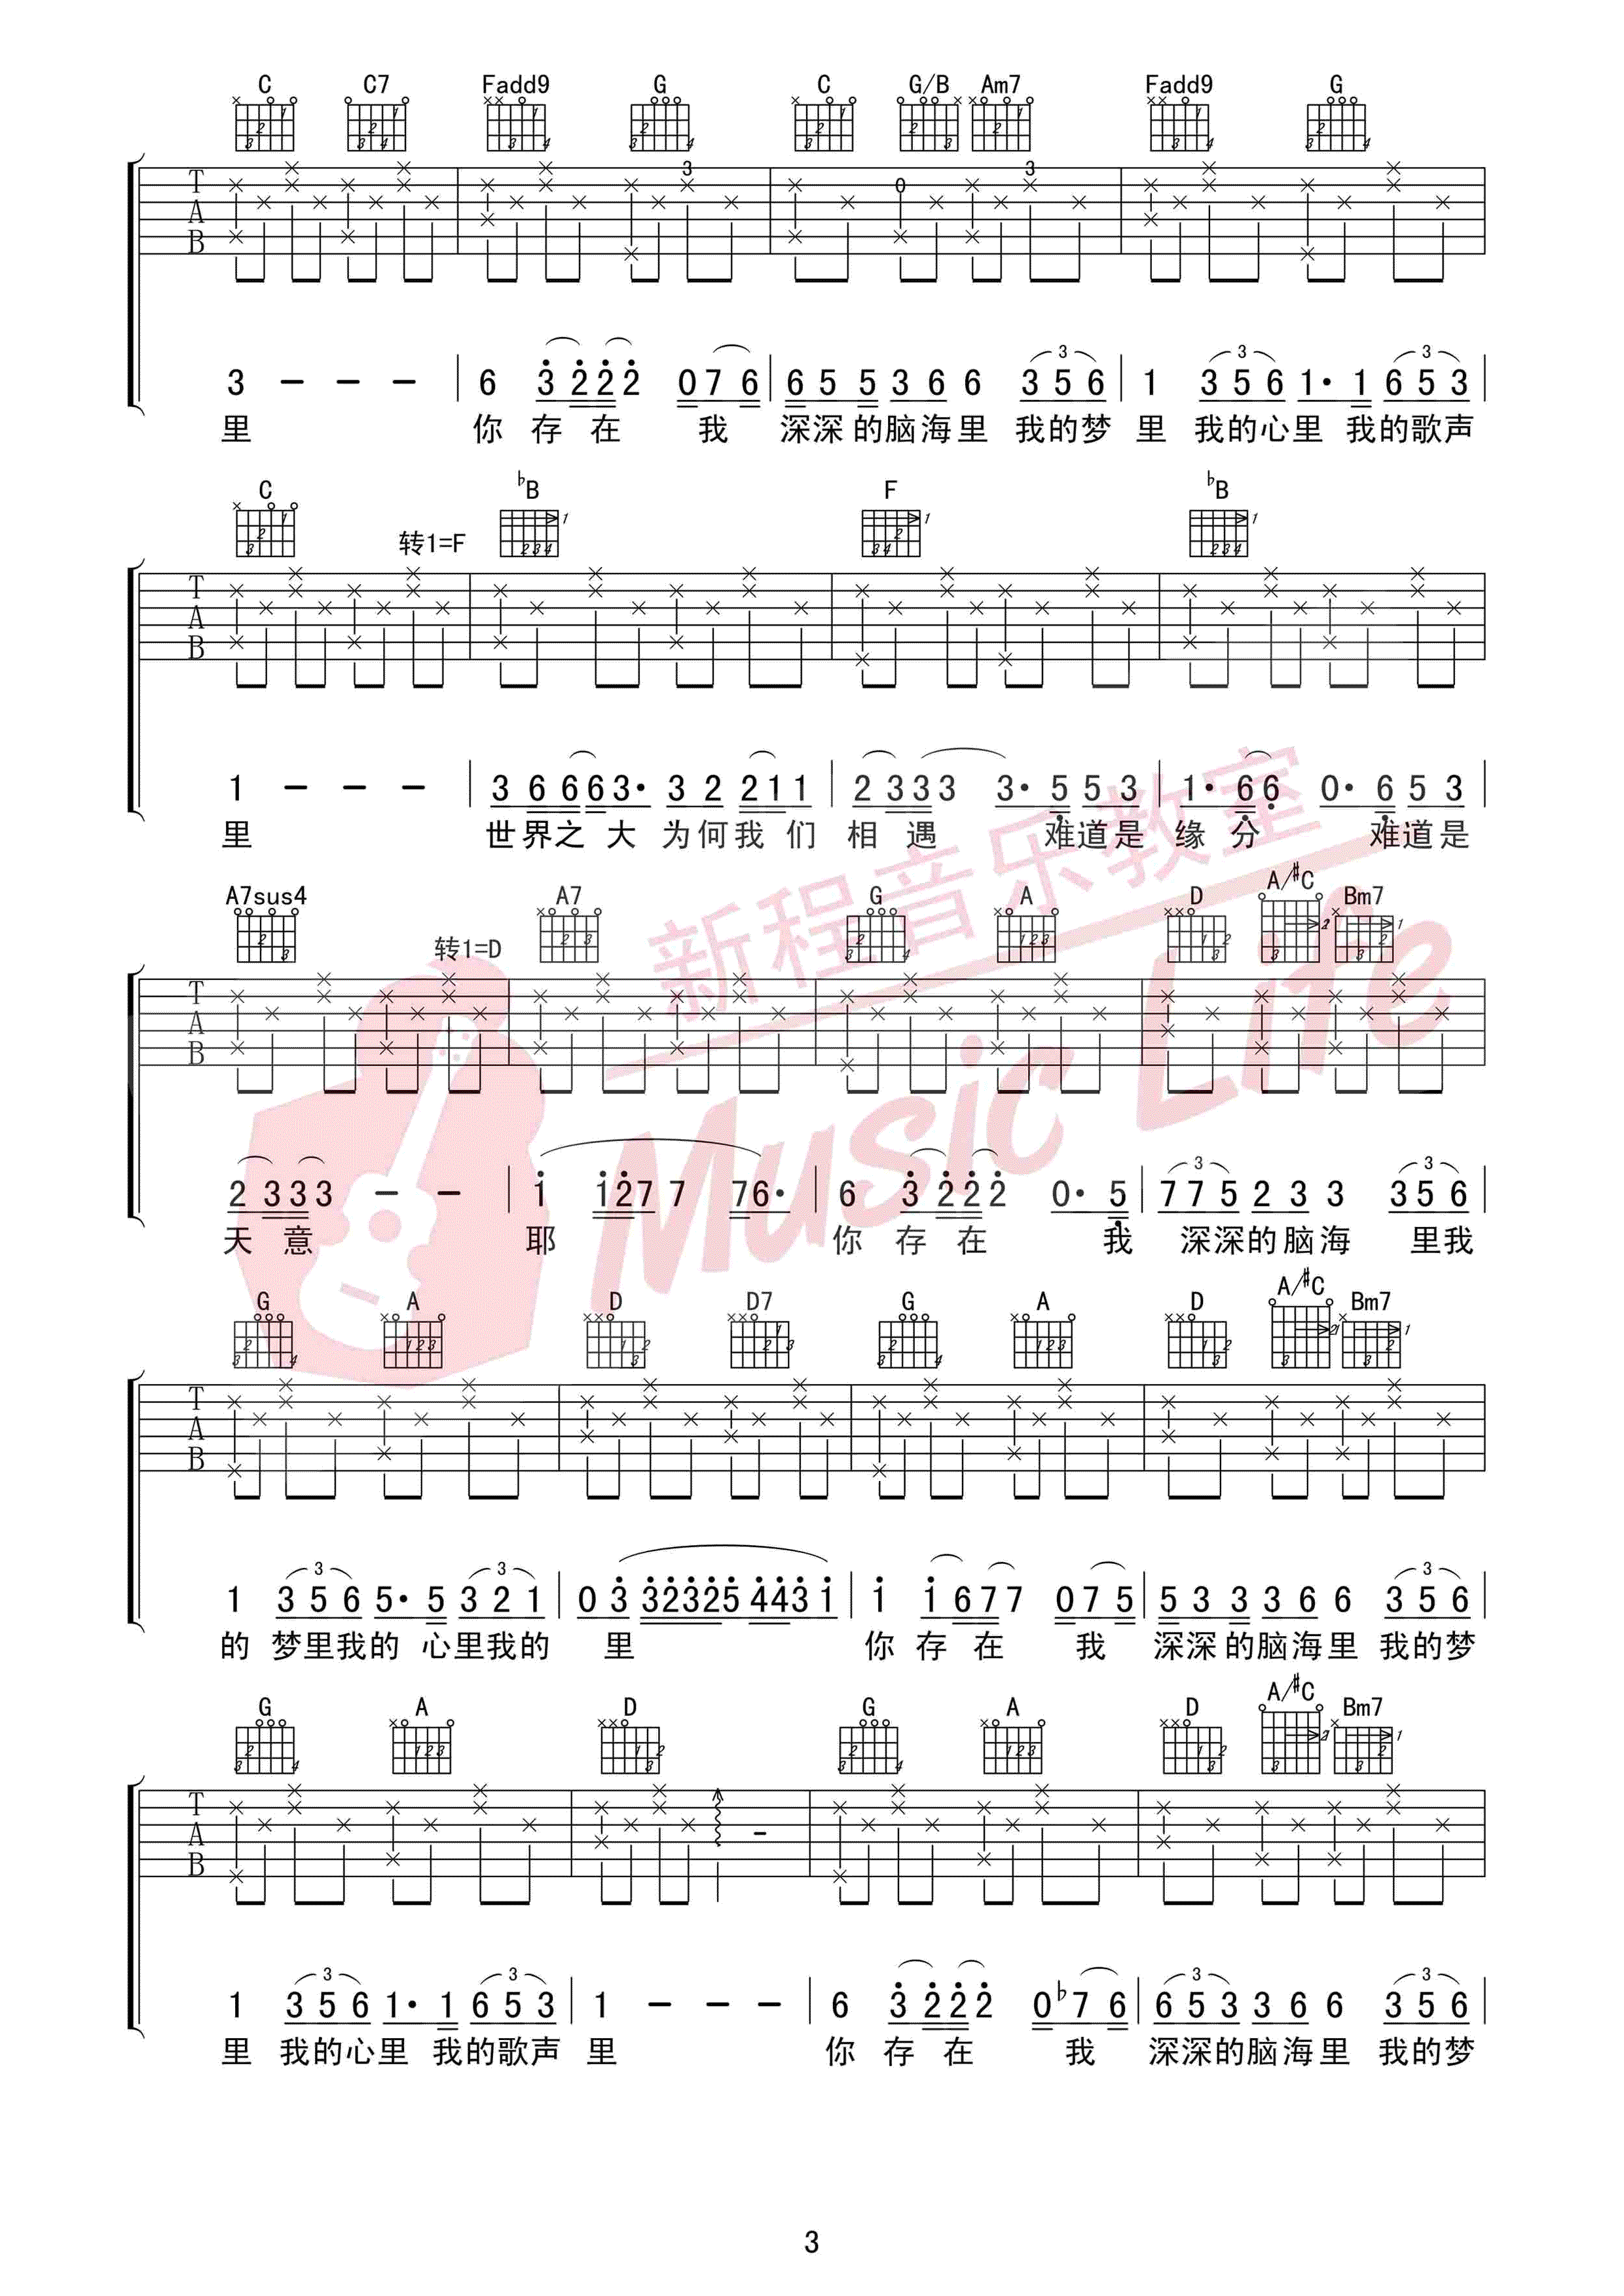 C C7 Fadd9 G C G/B Am7 Fadd9 G
3 3
0
T
A
B
3 - - - | 6 3 2 2 2 0 7 6 | 6 5 5 3 6 6 3 5 6 | 1 3 5 6 1· 1 6 5 3 |
里 你 存 在 我 深深的脑海里 我的梦 里 我的心里 我的歌声
C 转1=F ♭B F ♭B
T
A
B
1 - - - | 3 6 6 6 3· 3 2 2 1 1 | 2 3 3 3 3· 5 5 3 | 1· 6 6 0· 6 5 3
里 世界之 大 为何我们 相 遇 难道是 缘 分 难道是
A7sus4 转1=D A7 G A D A/♯C Bm7
T
A
B
2 3 3 3 - - | 1 1 2 7 7 7 6· | 6 3 2 2 2 0· 5 | 7 7 5 2 3 3 3 5 6 |
天 意 耶 你 存 在 我 深深的脑海 里我
G A D D7 G A D A/♯C Bm7
T
A
B
1 3 5 6 5· 5 3 2 1 | 0 3 3 2 3 2 5 4 4 3 1 | 1 1 6 7 7 0 7 5 | 5 3 3 3 6 6 3 5 6 |
的 梦里我的 心里我的 里 你 存 在 我 深深的脑海里 我的梦
G A D G A D A/♯C Bm7
T
A
B
1 3 5 6 1· 1 6 5 3 | 1 - - - | 6 3 2 2 2 0 ♭7 6 | 6 5 3 3 6 6 3 5 6 |
里 我的心里 我的歌声 里 你 存 在 我 深深的脑海里 我的梦
新程音乐教室
Music Life
3